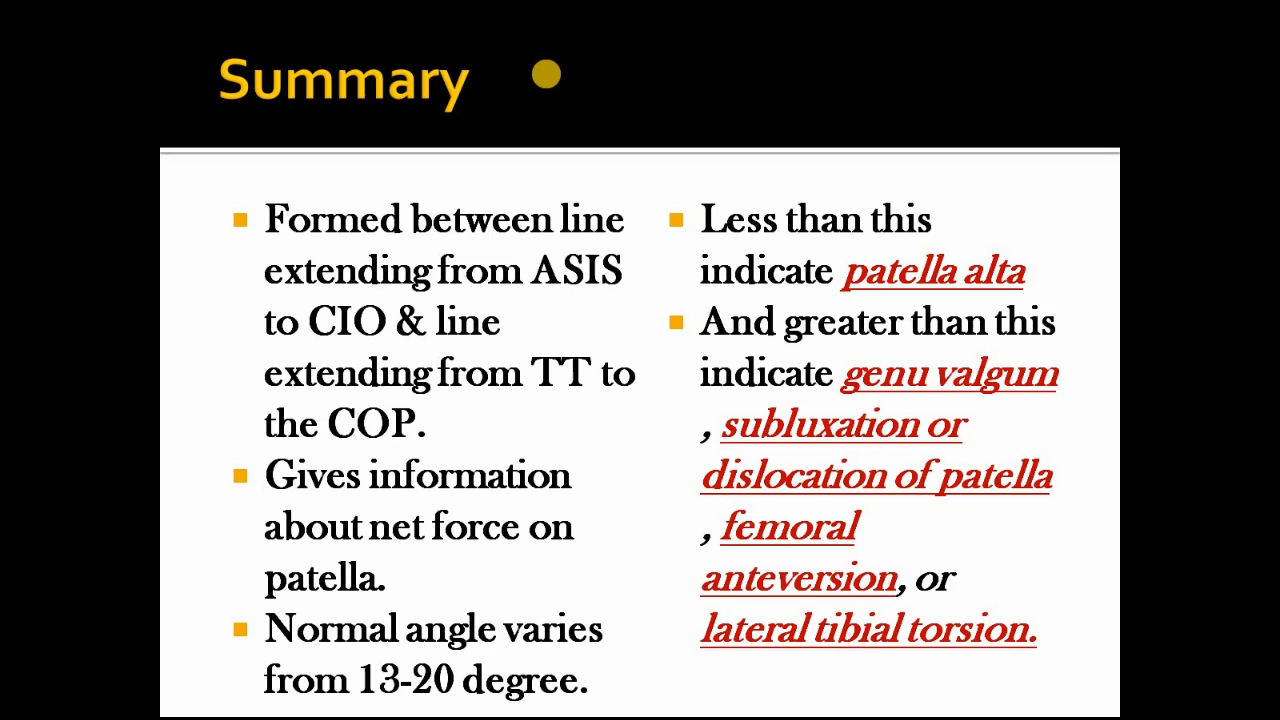 Summary
Formed between line
extending from ASIS
to CIO & line
extending from TT to
the COP.
Gives information
about net force on
patella.
Normal angle varies
from 13-20 degree.
Less than this
indicate patella alta
And greater than this
indicate genu valgum
, subluxation or
dislocation of patella
, femoral
anteversion, or
lateral tibial torsion.